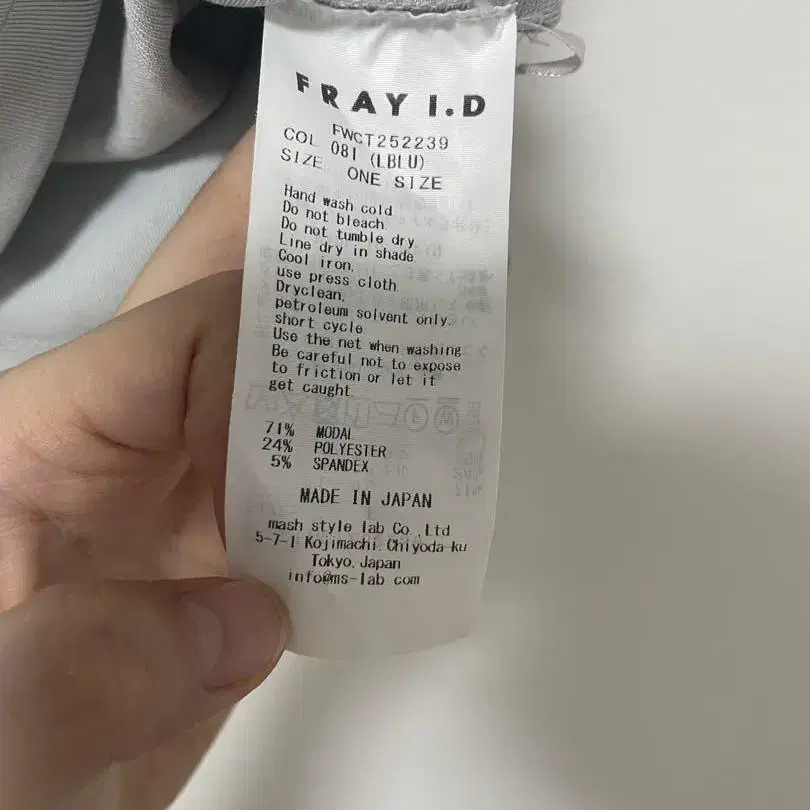 FRAY I.D
FWCT252239
COL 081 (LBLU)
SIZE ONE SIZE
Hand wash cold.
Do not bleach.
Do not tumble dry.
Line dry in shade.
Cool iron.
use press cloth.
Dryclean.
petroleum solvent only.
short cycle.
Use the net when washing
Be careful not to expose
to friction or let it
get caught.
71% MODAL
24% POLYESTER
5% SPANDEX
MADE IN JAPAN
mash style lab Co.,Ltd
5-7-1 Kojimachi.Chiyoda-ku
Tokyo.Japan
info@ms-lab.com